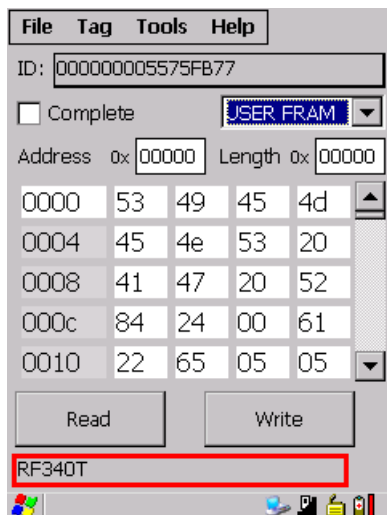 File Tag Tools Help
ID: 000000005575FB77
Complete USER FRAM
Address 0x 00000 Length 0x 00000
0000 53 49 45 4d
0004 45 4e 53 20
0008 41 47 20 52
000c 84 24 00 61
0010 22 65 05 05
Read Write
RF340T